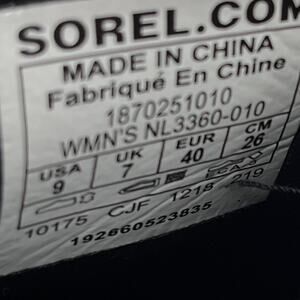 SOREL.COM
MADE IN CHINA
Fabriqué En Chine
1870251010
WMN'S NL3360-010
USA UK EUR CM
9 7 40 26
10175 CJF 1218 219
192660523835